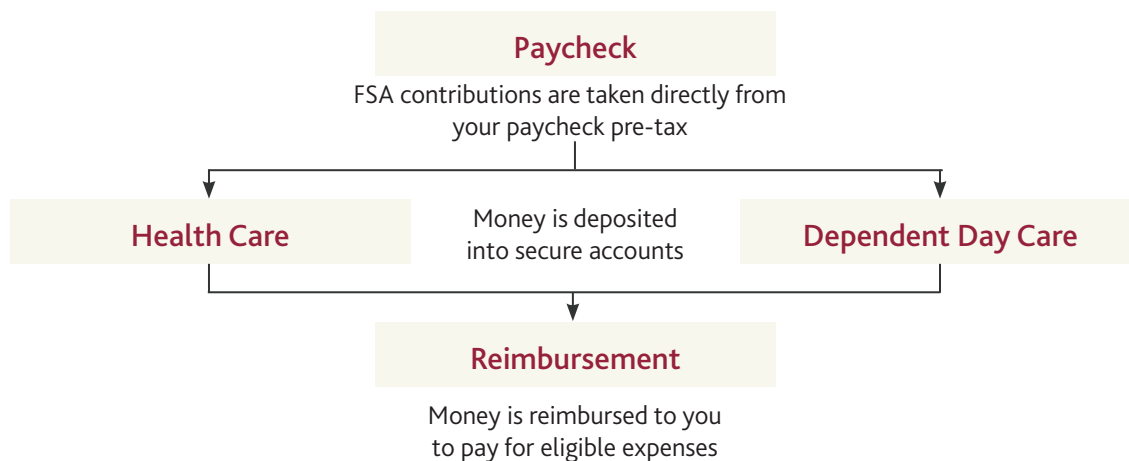 Paycheck
FSA contributions are taken directly from
your paycheck pre-tax
Health Care
Money is deposited
into secure accounts
Dependent Day Care
Reimbursement
Money is reimbursed to you
to pay for eligible expenses